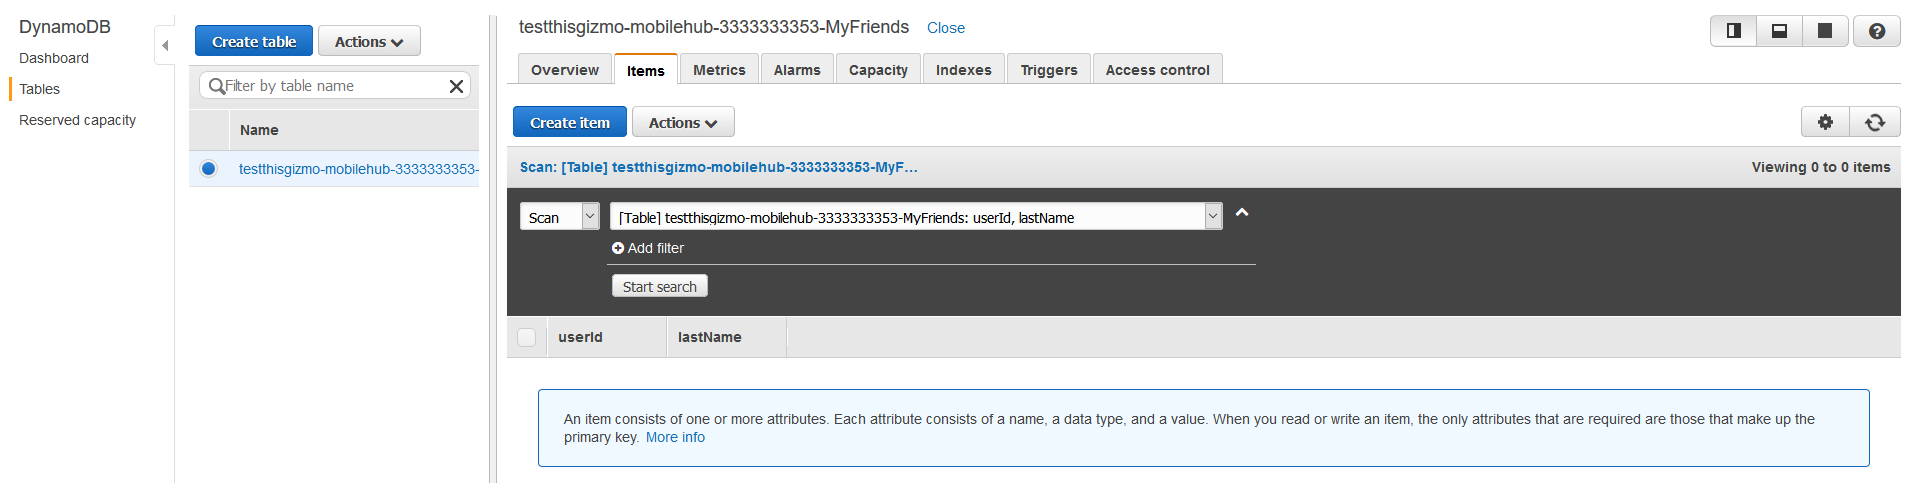 DynamoDB
Dashboard
Tables
Reserved capacity
Create table
Actions
Filter by table name
Name
testthisgizmo-mobilehub-3333333353-
testthisgizmo-mobilehub-3333333353-MyFriends Close
Overview Items Metrics Alarms Capacity Indexes Triggers Access control
Create item Actions
Scan: [Table] testthisgizmo-mobilehub-3333333353-MyF… Viewing 0 to 0 items
Scan [Table] testthisgizmo-mobilehub-3333333353-MyFriends: userId, lastName
Add filter
Start search
userId lastName
An item consists of one or more attributes. Each attribute consists of a name, a data type, and a value. When you read or write an item, the only attributes that are required are those that make up the
primary key. More info